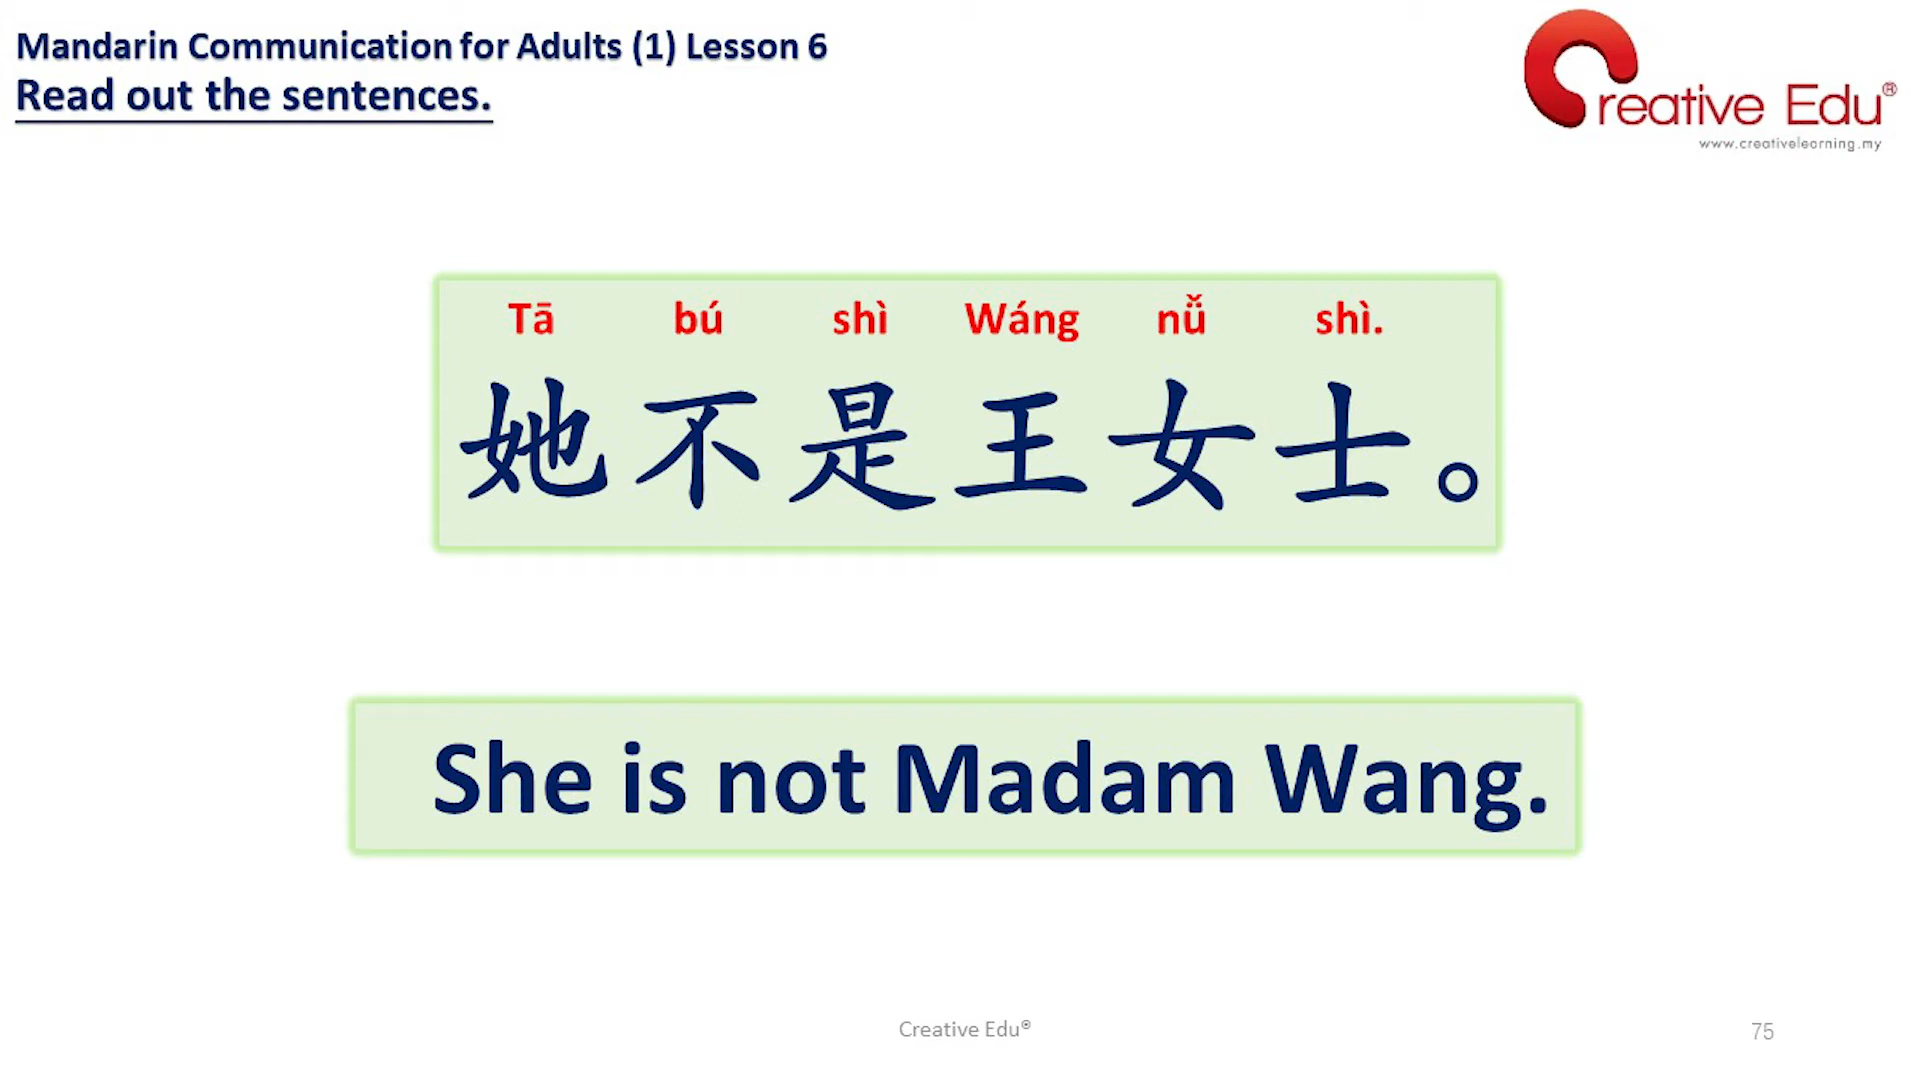 Mandarin Communication for Adults (1) Lesson 6
Read out the sentences.
Creative Edu®
www.creativelearning.my
Tā bú shì Wáng nǚ shì.
她不是王女士。
She is not Madam Wang.
Creative Edu®
75